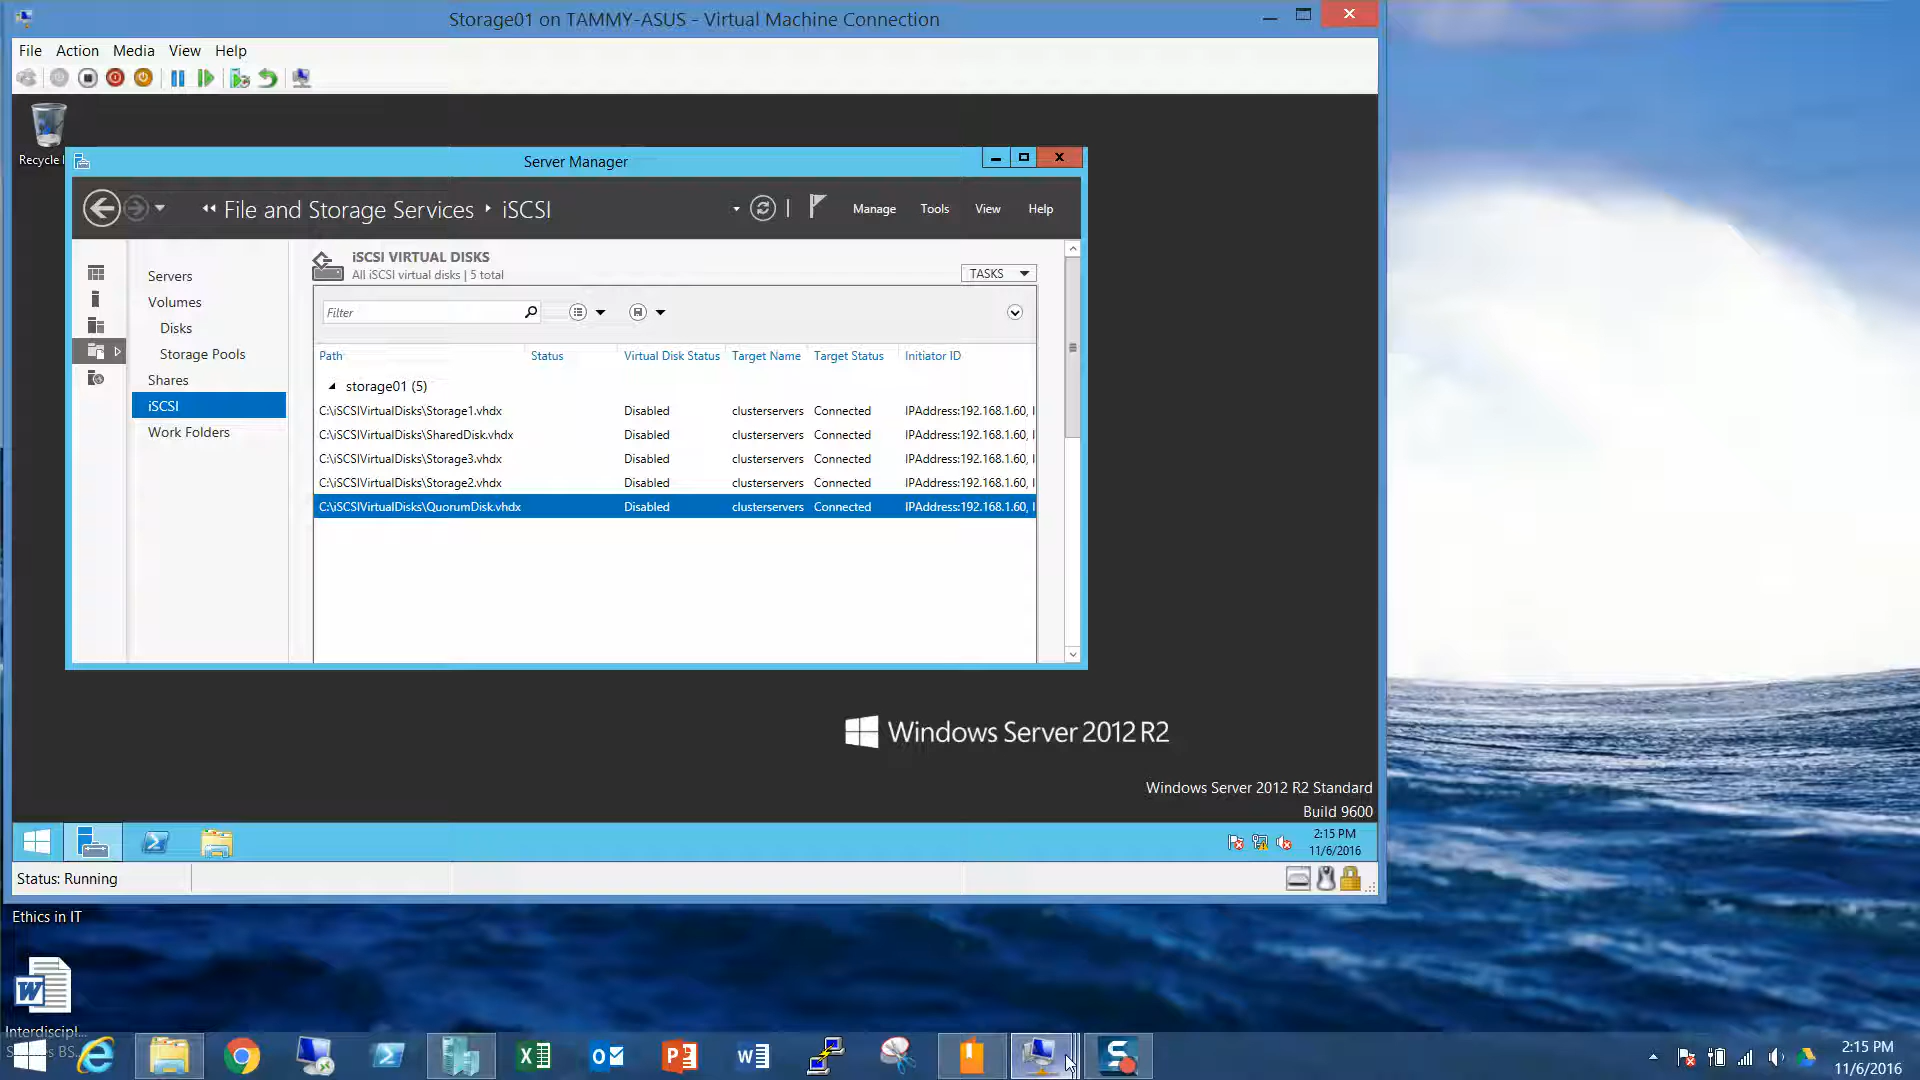 Storage01 on TAMMY-ASUS - Virtual Machine Connection
File Action Media View Help
Recycle
Server Manager
File and Storage Services iSCSI
Manage Tools View Help
Servers
Volumes
Disks
Storage Pools
Shares
iSCSI
Work Folders
iSCSI VIRTUAL DISKS
All iSCSI virtual disks | 5 total
TASKS
Filter
Path Status Virtual Disk Status Target Name Target Status Initiator ID
storage01 (5)
C:\iSCSIVirtualDisks\Storage1.vhdx Disabled clusterservers Connected IPAddress:192.168.1.60, I
C:\iSCSIVirtualDisks\SharedDisk.vhdx Disabled clusterservers Connected IPAddress:192.168.1.60, I
C:\iSCSIVirtualDisks\Storage3.vhdx Disabled clusterservers Connected IPAddress:192.168.1.60, I
C:\iSCSIVirtualDisks\Storage2.vhdx Disabled clusterservers Connected IPAddress:192.168.1.60, I
C:\iSCSIVirtualDisks\QuorumDisk.vhdx Disabled clusterservers Connected IPAddress:192.168.1.60, I
Windows Server 2012 R2
Windows Server 2012 R2 Standard
Build 9600
2:15 PM
11/6/2016
Status: Running
Ethics in IT
Interdiscipl...
BS...
2:15 PM
11/6/2016